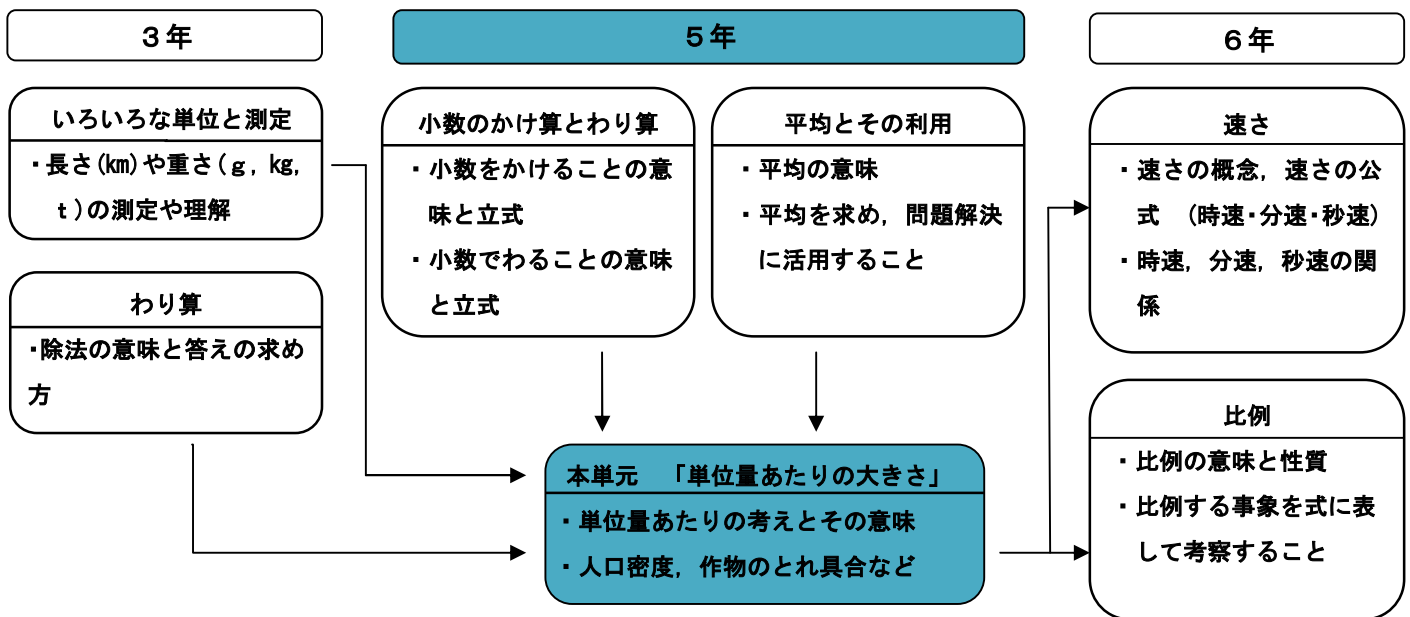 ３年
５年
６年
いろいろな単位と測定
・長さ(㎞)や重さ(ｇ，㎏，
ｔ)の測定や理解
わり算
・除法の意味と答えの求め
方
小数のかけ算とわり算
・小数をかけることの意
味と立式
・小数でわることの意味
と立式
平均とその利用
・平均の意味
・平均を求め，問題解決
に活用すること
本単元　「単位量あたりの大きさ」
・単位量あたりの考えとその意味
・人口密度，作物のとれ具合など
速さ
・速さの概念，速さの公
式　(時速・分速・秒速)
・時速，分速，秒速の関
係
比例
・比例の意味と性質
・比例する事象を式に表
して考察すること